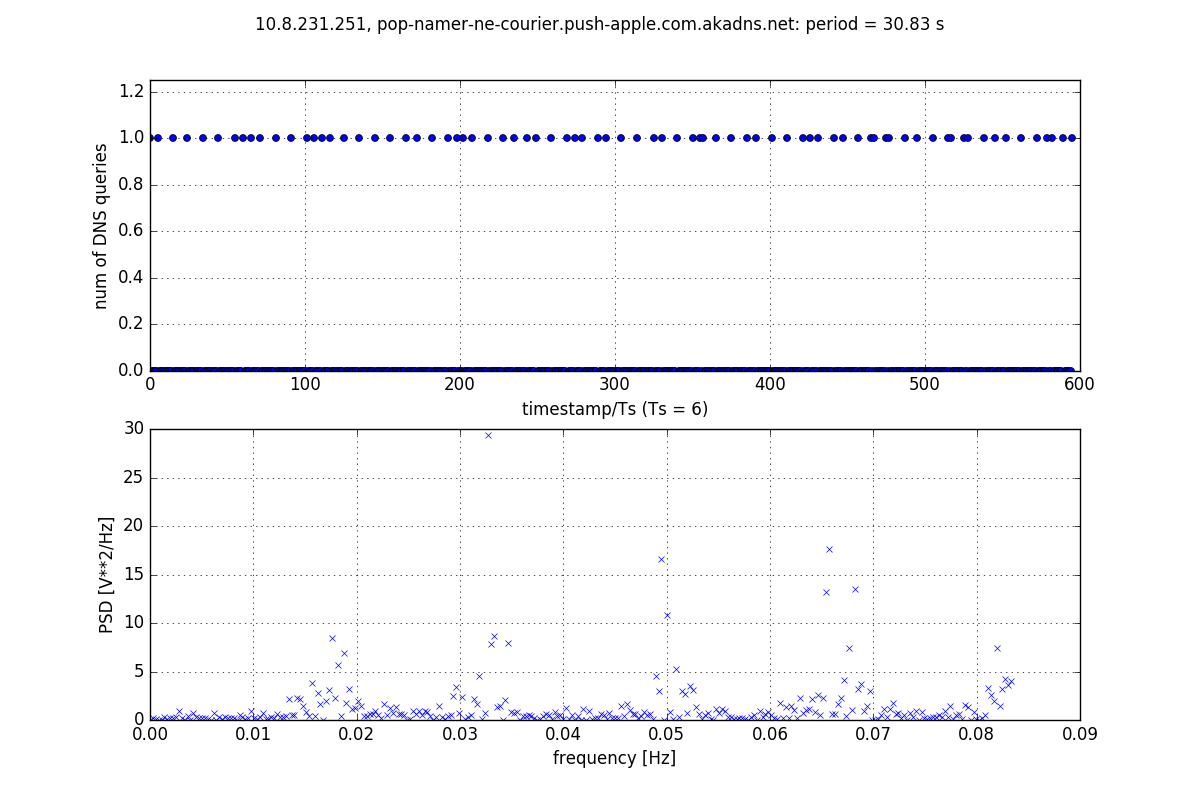 10.8.231.251, pop-namer-ne-courier.push-apple.com.akadns.net: period = 30.83 s
1.2
1.0
0.8
0.6
0.4
0.2
0.0
num of DNS queries
0 100 200 300 400 500 600
timestamp/Ts (Ts = 6)
30
25
20
15
10
5
0
PSD [V**2/Hz]
0.00 0.01 0.02 0.03 0.04 0.05 0.06 0.07 0.08 0.09
frequency [Hz]